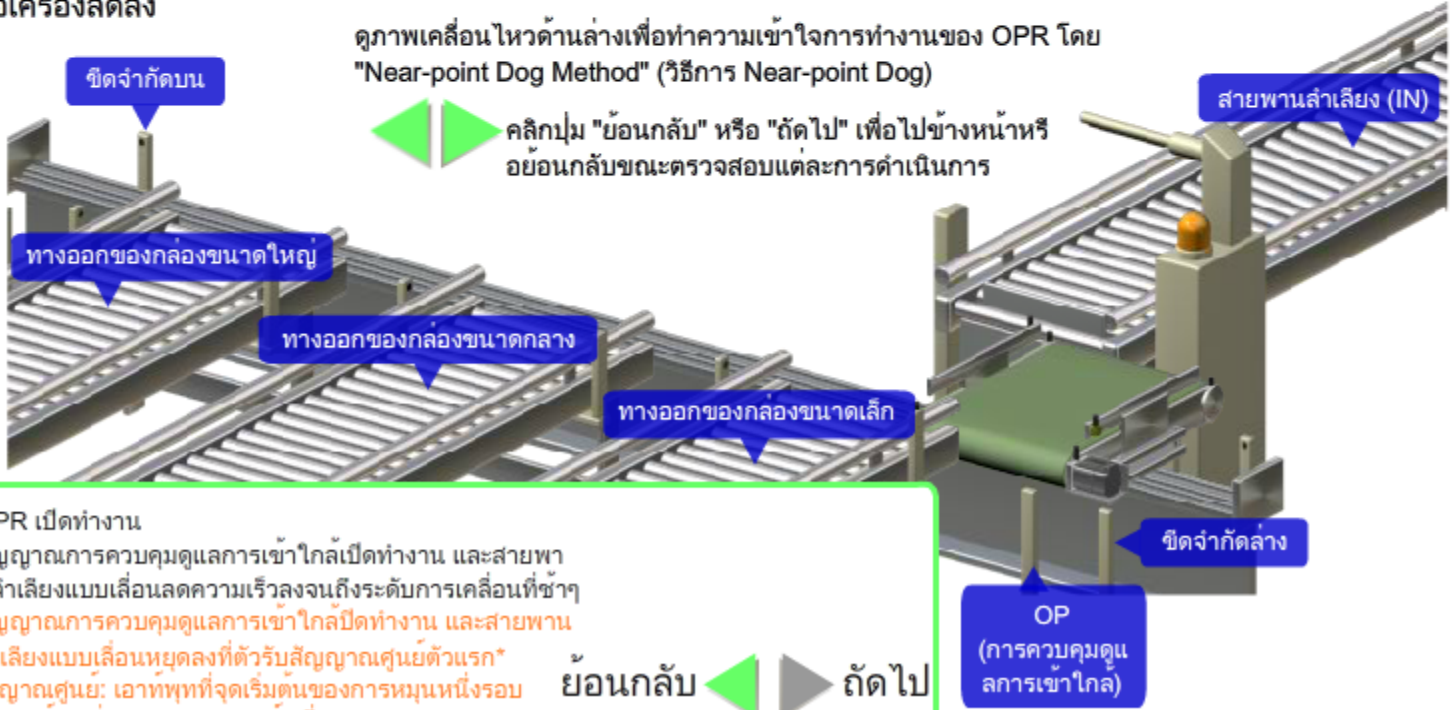 ดูภาพเคลื่อนไหวด้านล่างเพื่อทำความเข้าใจการทำงานของ OPR โดย
"Near-point Dog Method" (วิธีการ Near-point Dog)
ขีดจำกัดบน
สายพานลำเลียง (IN)
คลิกปุ่ม "ย้อนกลับ" หรือ "ถัดไป" เพื่อไปข้างหน้าหรื
อย้อนกลับขณะตรวจสอบแต่ละการดำเนินการ
ทางออกของกล่องขนาดใหญ่
ทางออกของกล่องขนาดกลาง
ทางออกของกล่องขนาดเล็ก
PR เปิดทำงาน
ญญาณการควบคุมดูแลการเข้าใกล้เปิดทำงาน และสายพา
ลำเลียงแบบเลื่อนลดความเร็วลงจนถึงระดับการเคลื่อนที่ช้าๆ
ญญาณการควบคุมดูแลการเข้าใกล้ปิดทำงาน และสายพาน
เลียงแบบเลื่อนหยุดลงที่ตัวรับสัญญาณศูนย์ตัวแรก*
ญญาณศูนย์: เอาท์พุทที่จุดเริ่มต้นของการหมุนหนึ่งรอบ
ย้อนกลับ
ถัดไป
ขีดจำกัดล่าง
OP
(การควบคุมดูแ
ลการเข้าใกล้)